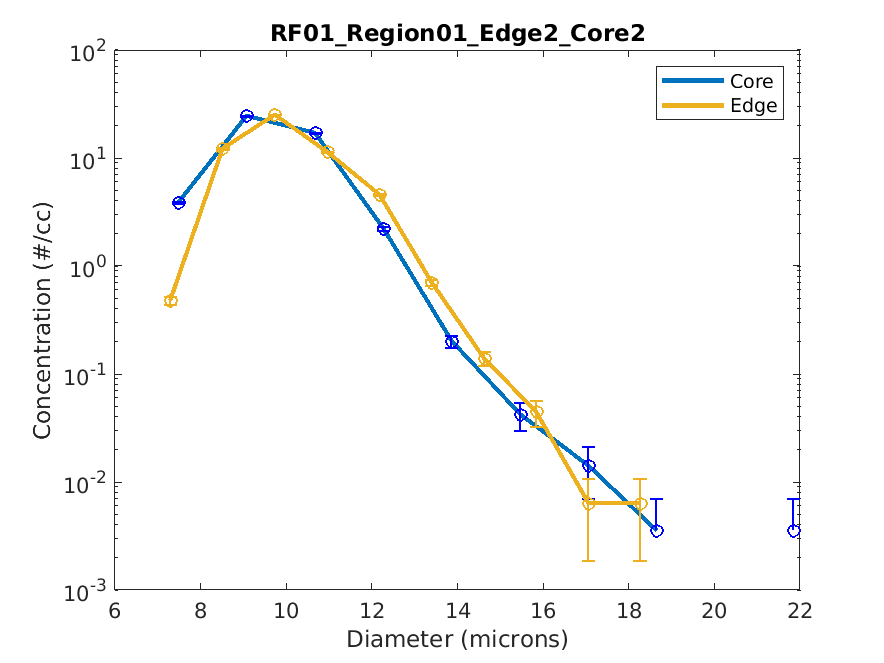 RF01_Region01_Edge2_Core2
10^2
10^1
10^0
10^-1
10^-2
10^-3
Concentration (#/cc)
Core
Edge
6 8 10 12 14 16 18 20 22
Diameter (microns)